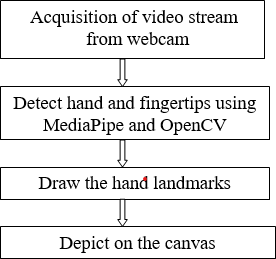 Acquisition of video stream
from webcam
Detect hand and fingertips using
MediaPipe and OpenCV
Draw the hand landmarks
Depict on the canvas